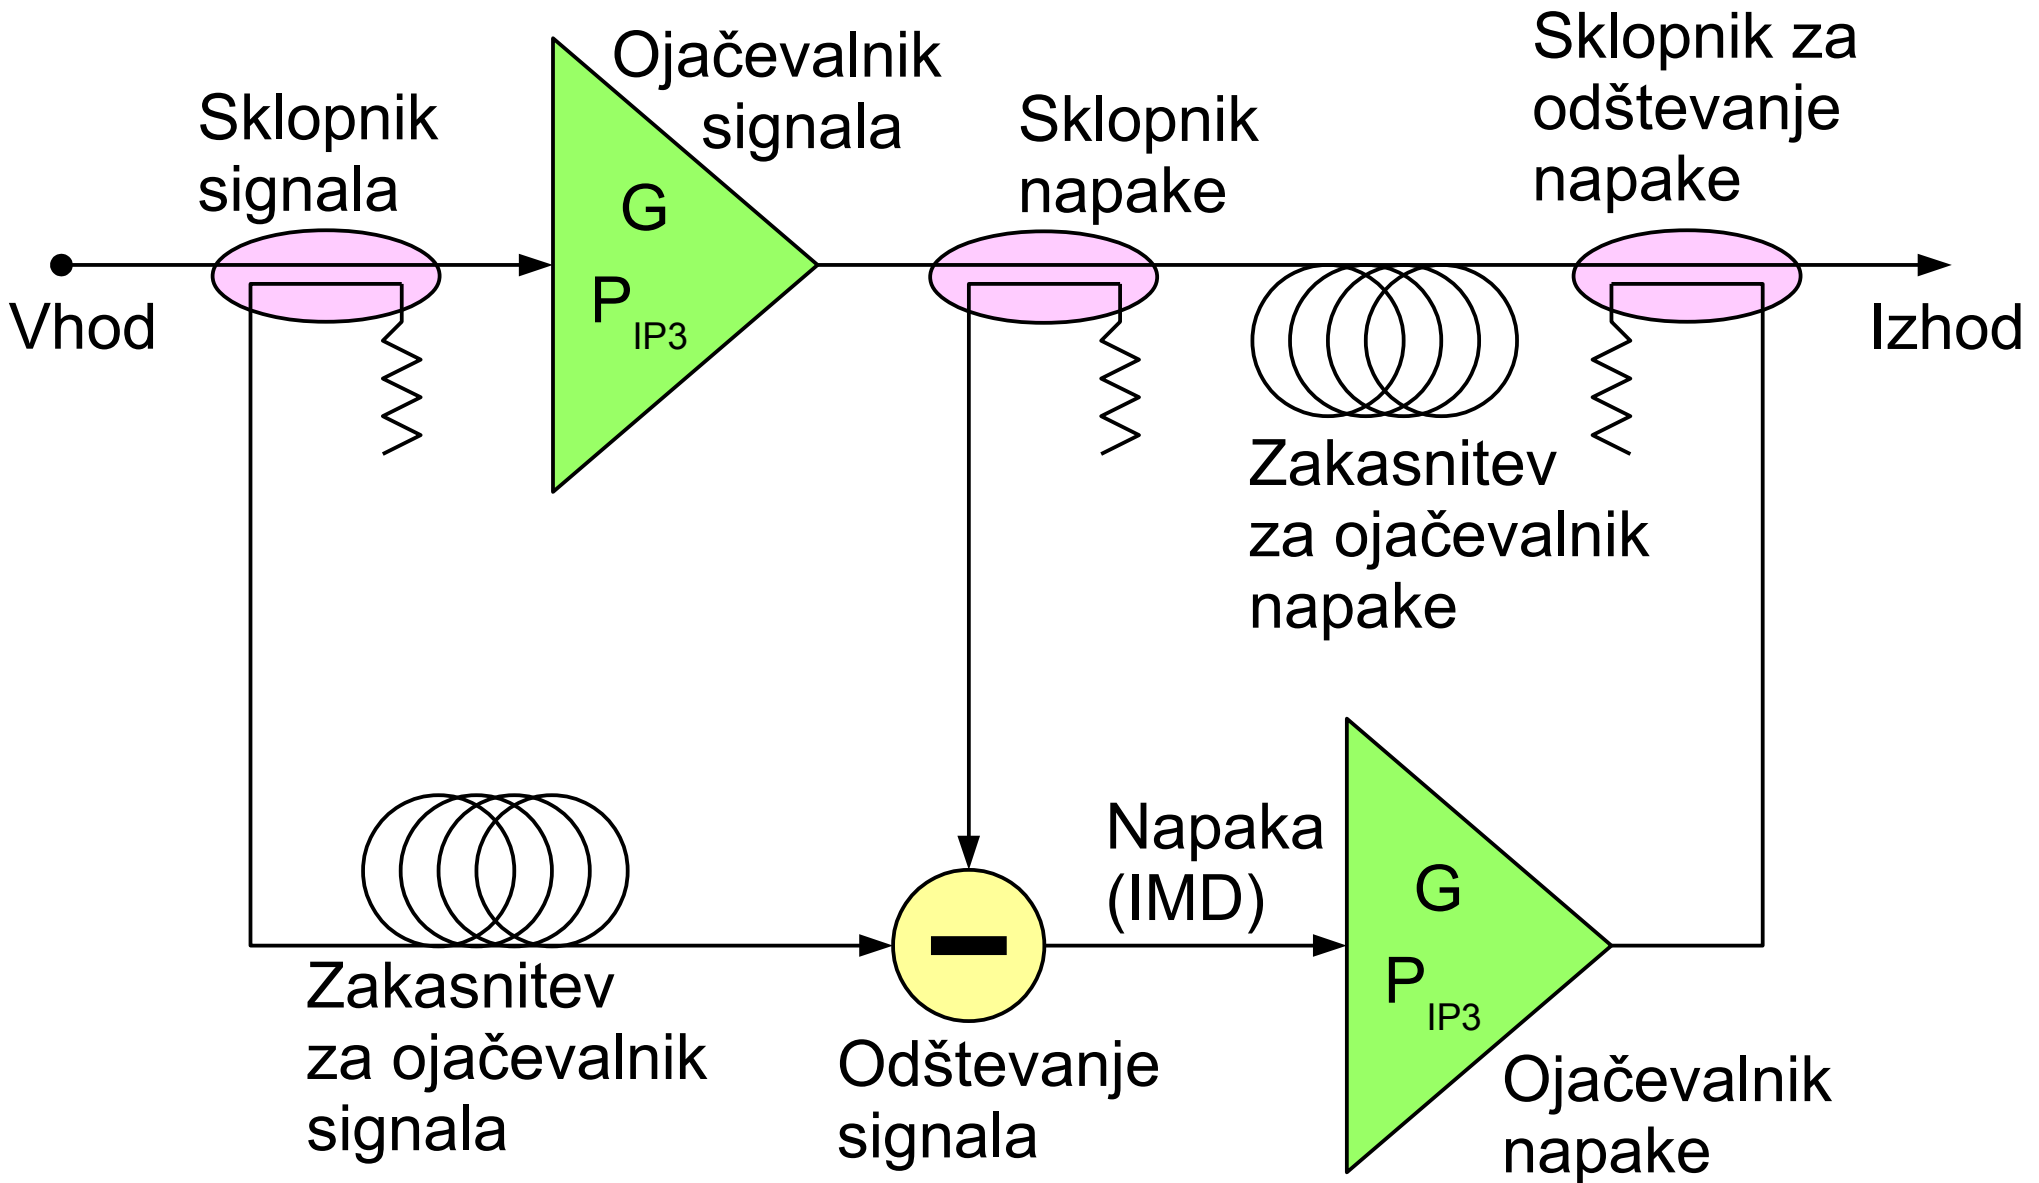 Sklopnik
signala
Ojačevalnik
signala
Sklopnik
napake
Sklopnik za
odštevanje
napake
G
P IP3
Vhod
Izhod
Zakasnitev
za ojačevalnik
napake
Napaka
(IMD)
G
P IP3
Zakasnitev
za ojačevalnik
signala
Odštevanje
signala
Ojačevalnik
napake